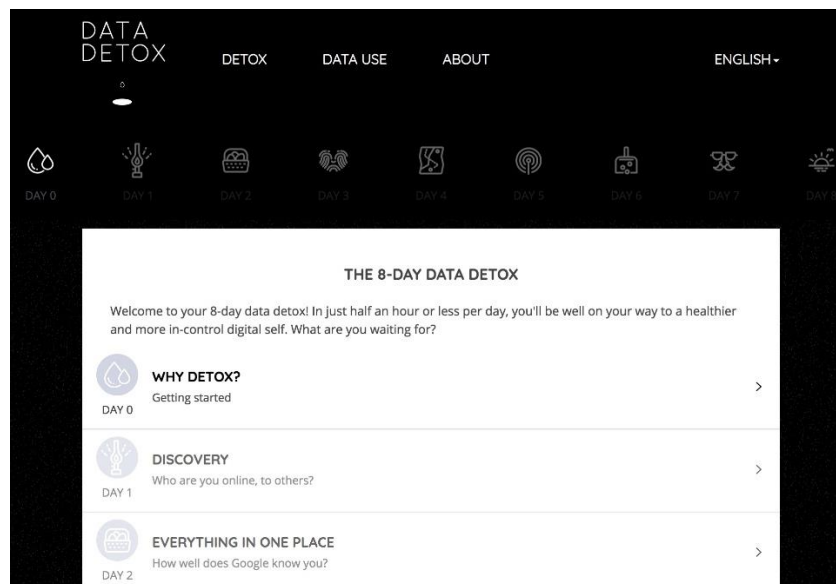 DATA
DETOX
DETOX
DATA USE
ABOUT
ENGLISH
DAY 0
DAY 1
DAY 2
DAY 3
DAY 4
DAY 5
DAY 6
DAY 7
DAY 8
THE 8-DAY DATA DETOX
Welcome to your 8-day data detox! In just half an hour or less per day, you'll be well on your way to a healthier
and more in-control digital self. What are you waiting for?
WHY DETOX?
Getting started
DAY 0
DISCOVERY
Who are you online, to others?
DAY 1
EVERYTHING IN ONE PLACE
How well does Google know you?
DAY 2